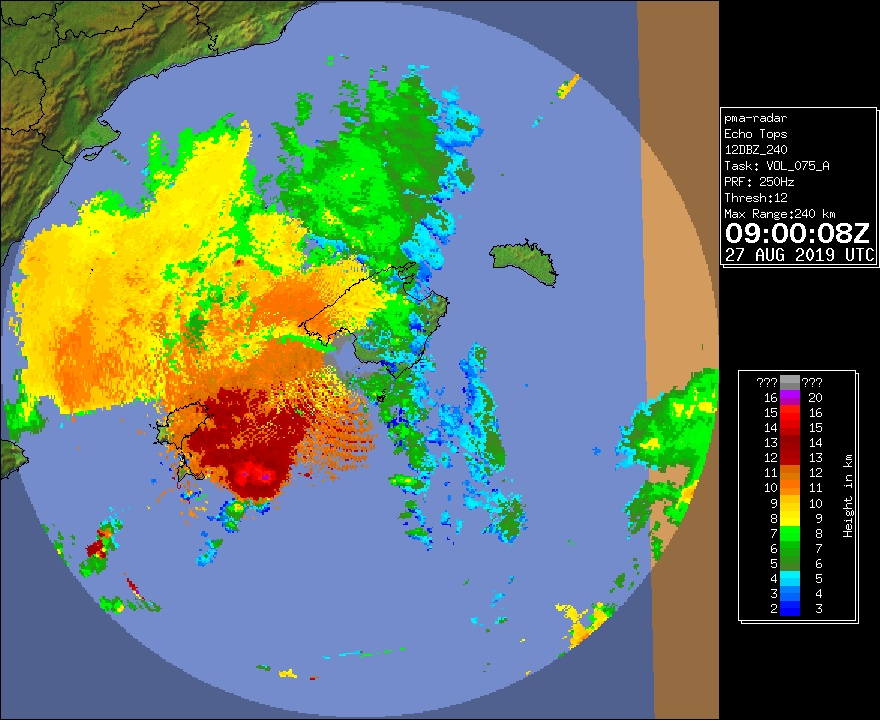 pma-radar
Echo Tops
12DBZ_240
Task: VOL_075_A
PRF: 250Hz
Thresh:12
Max Range:240 km
09:00:08Z
27 AUG 2019 UTC
??? ???
16 20
15 16
14 15
13 14
12 13
11 12
10 11
9 10
8 9
7 8
6 7
5 6
4 5
3 4
2 3
Height in km